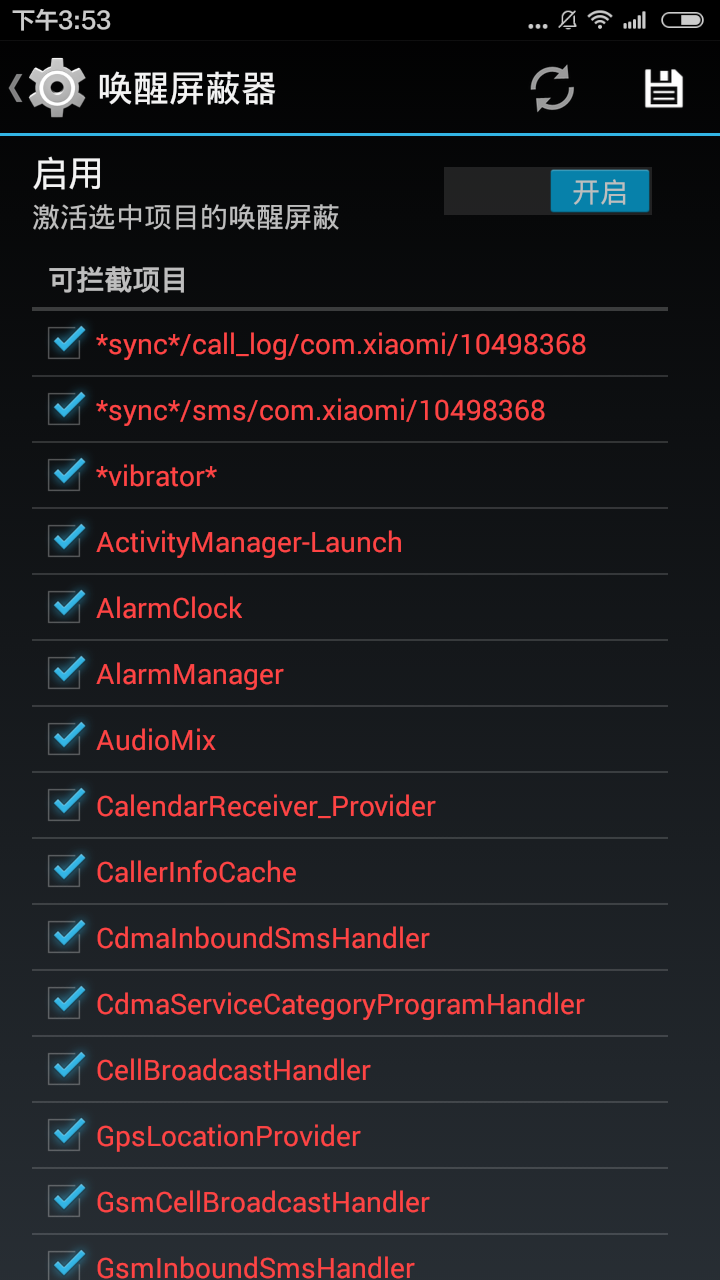 下午3:53
唤醒屏蔽器
启用
激活选中项目的唤醒屏蔽
开启
可拦截项目
*sync*/call_log/com.xiaomi/10498368
*sync*/sms/com.xiaomi/10498368
*vibrator*
ActivityManager-Launch
AlarmClock
AlarmManager
AudioMix
CalendarReceiver_Provider
CallerInfoCache
CdmaInboundSmsHandler
CdmaServiceCategoryProgramHandler
CellBroadcastHandler
GpsLocationProvider
GsmCellBroadcastHandler
GsmInboundSmsHandler